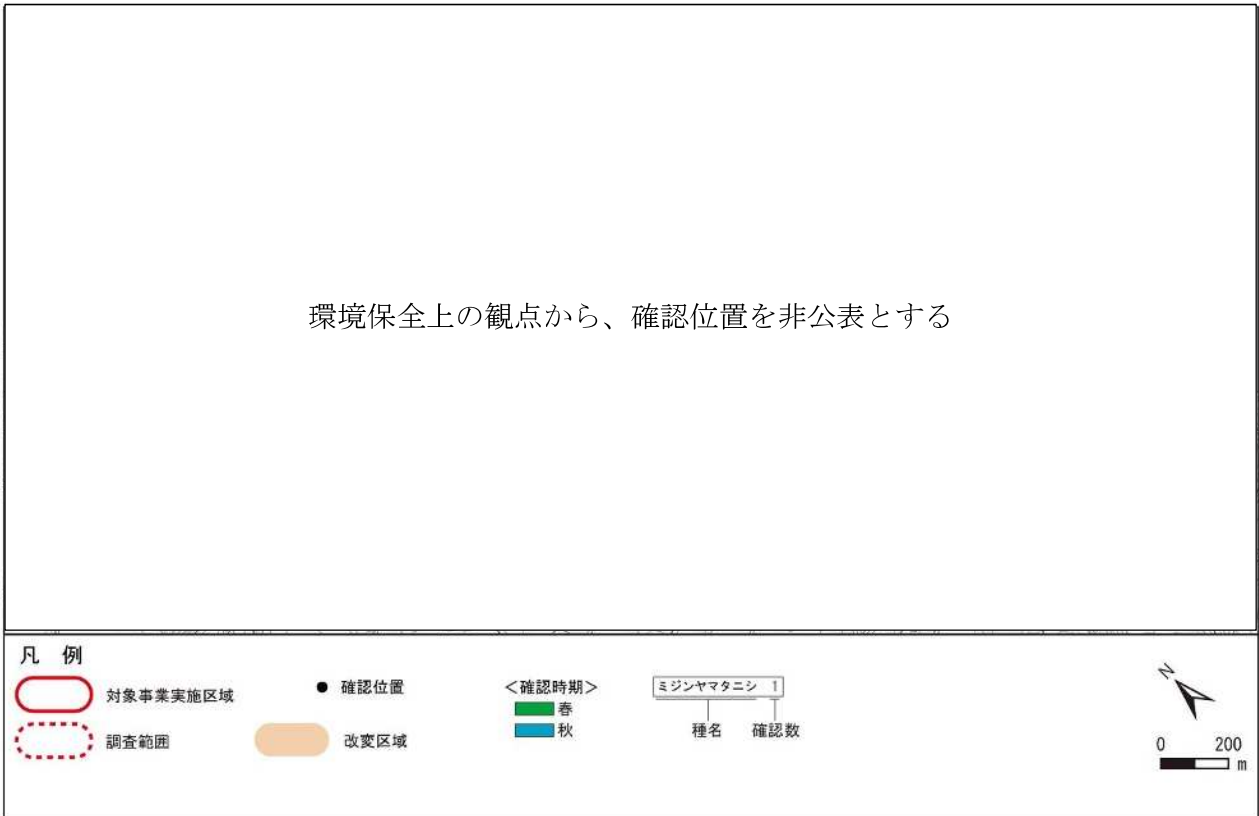 環境保全上の観点から、確認位置を非公表とする
凡 例
対象事業実施区域
調査範囲
確認位置
改変区域
<確認時期>
春
秋
ミジンヤマタニシ 1
種名 確認数
N
0 200
m